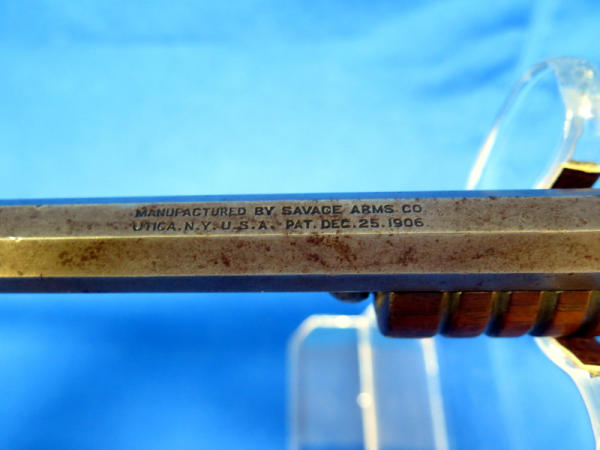 MANUFACTURED BY SAVAGE ARMS CO.
UTICA, N.Y. U.S.A. PAT. DEC. 25. 1906.